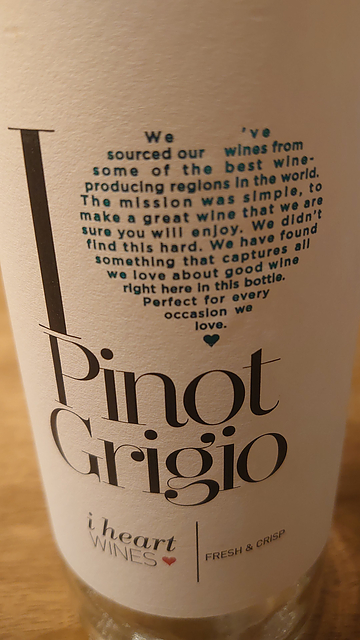 I
We 've
sourced our wines from
some of the best wine-
producing regions in the world.
The mission was simple, to
make a great wine that we are
sure you will enjoy. We didn't
find this hard. We have found
something that captures all
we love about good wine
right here in this bottle.
Perfect for every
occasion we
love.
Pinot
Grigio
i heart
WINES
FRESH & CRISP